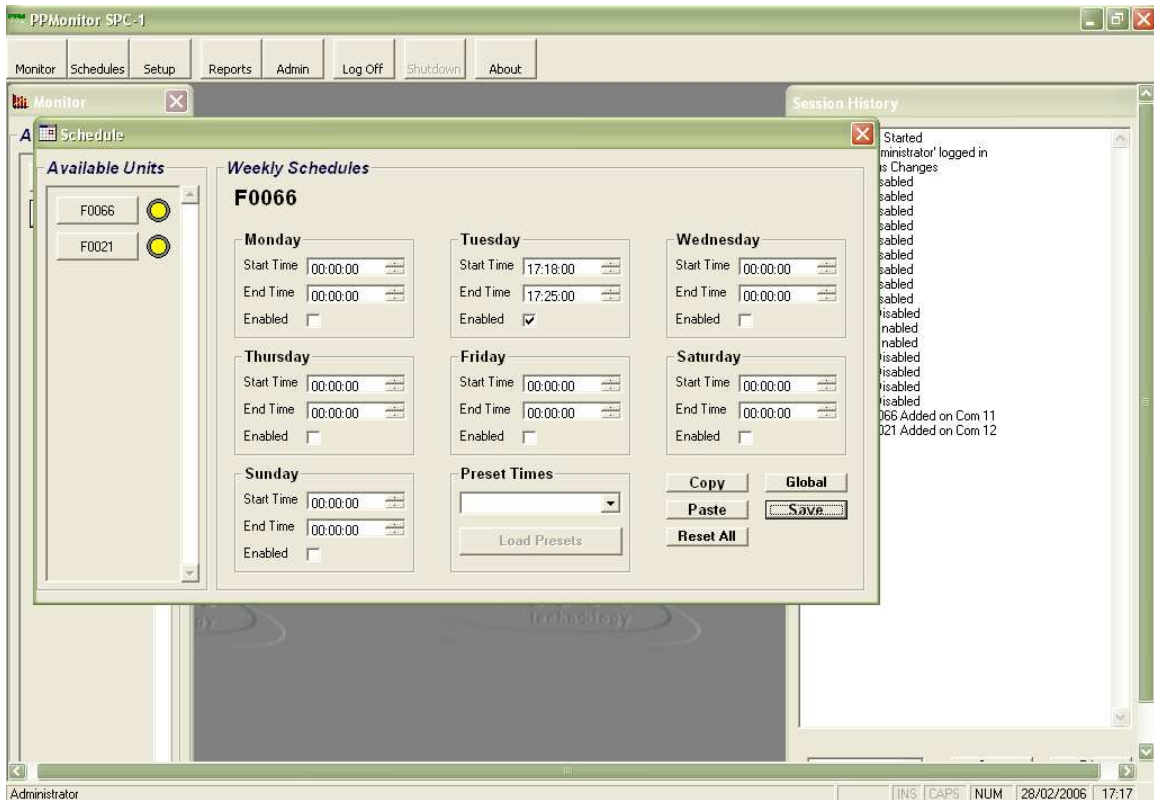 PPMonitor SPC-1
Monitor Schedules Setup Reports Admin Log Off Shutdown About
Monitor
Session History
A
Schedule
Available Units
F0066
F0021
Weekly Schedules
F0066
Monday
Start Time 00:00:00
End Time 00:00:00
Enabled
Tuesday
Start Time 17:18:00
End Time 17:25:00
Enabled
Wednesday
Start Time 00:00:00
End Time 00:00:00
Enabled
Thursday
Start Time 00:00:00
End Time 00:00:00
Enabled
Friday
Start Time 00:00:00
End Time 00:00:00
Enabled
Saturday
Start Time 00:00:00
End Time 00:00:00
Enabled
Sunday
Start Time 00:00:00
End Time 00:00:00
Enabled
Preset Times
Load Presets
Copy Global
Paste Save
Reset All
Started
ministrator' logged in
s Changes
sabled
sabled
sabled
sabled
sabled
sabled
sabled
sabled
sabled
isabled
nabled
nabled
isabled
isabled
isabled
isabled
066 Added on Com 11
021 Added on Com 12
Technology
Administrator INS CAPS NUM 28/02/2006 17:17